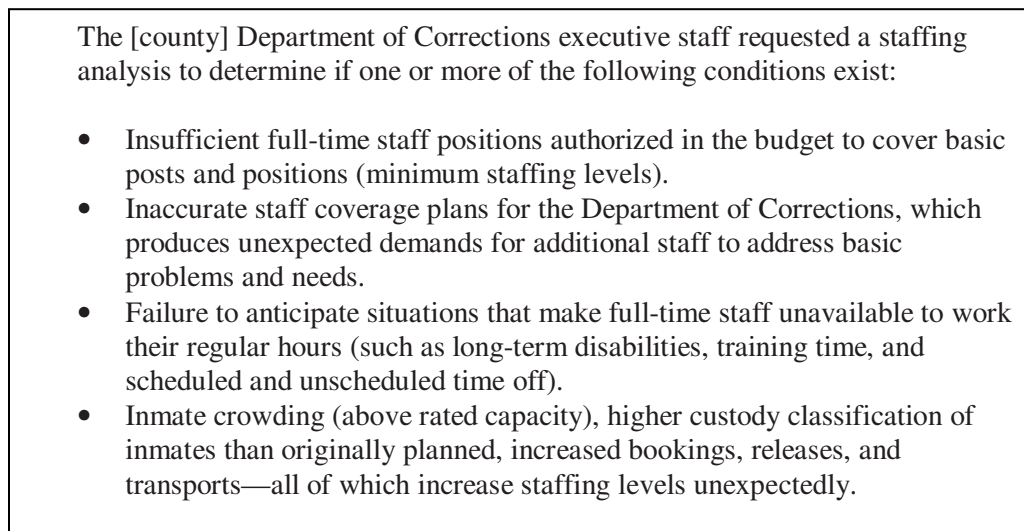 The [county] Department of Corrections executive staff requested a staffing
analysis to determine if one or more of the following conditions exist:
• Insufficient full-time staff positions authorized in the budget to cover basic
posts and positions (minimum staffing levels).
• Inaccurate staff coverage plans for the Department of Corrections, which
produces unexpected demands for additional staff to address basic
problems and needs.
• Failure to anticipate situations that make full-time staff unavailable to work
their regular hours (such as long-term disabilities, training time, and
scheduled and unscheduled time off).
• Inmate crowding (above rated capacity), higher custody classification of
inmates than originally planned, increased bookings, releases, and
transports—all of which increase staffing levels unexpectedly.